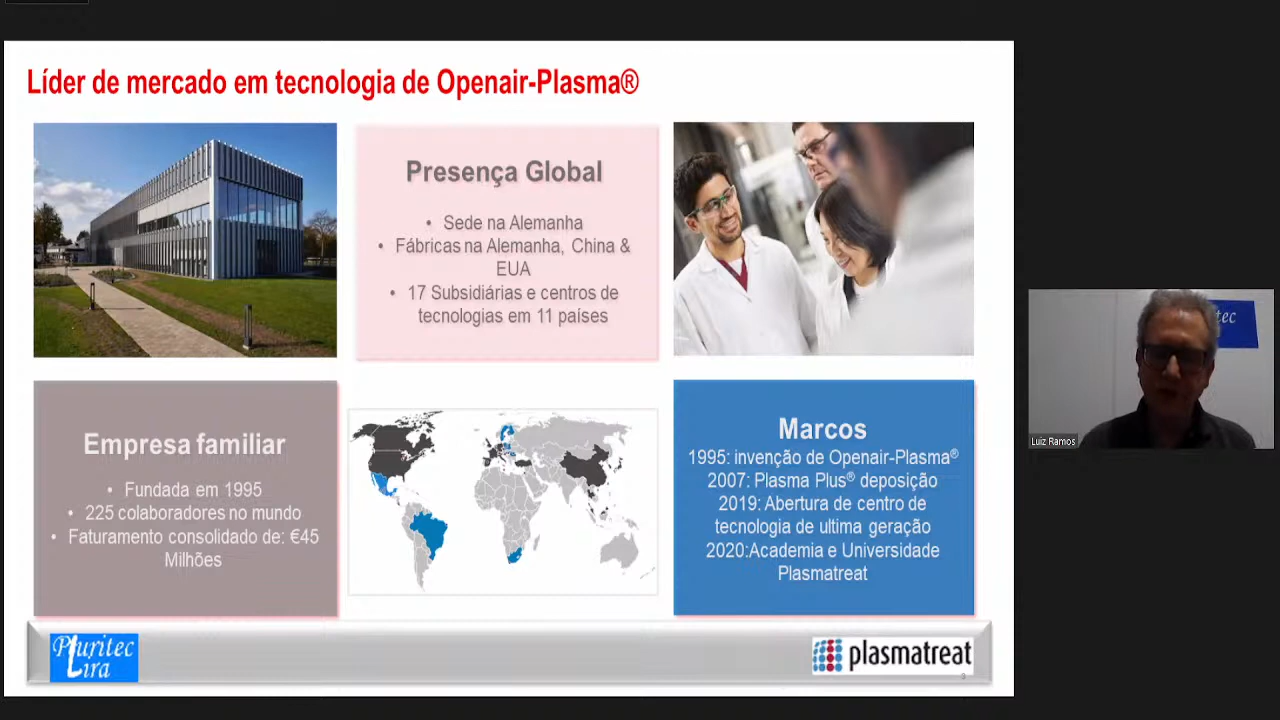 Líder de mercado em tecnologia de Openair-Plasma®
Presença Global
• Sede na Alemanha
• Fábricas na Alemanha, China &
EUA
• 17 Subsidiárias e centros de
tecnologias em 11 países
Empresa familiar
• Fundada em 1995
• 225 colaboradores no mundo
• Faturamento consolidado de: €45
Milhões
Marcos
1995: invenção de Openair-Plasma®
2007: Plasma Plus® deposição
2019: Abertura de centro de
tecnologia de ultima geração
2020:Academia e Universidade
Plasmatreat
Pluritec
Lira
plasmatreat
tec
Luiz Ramos